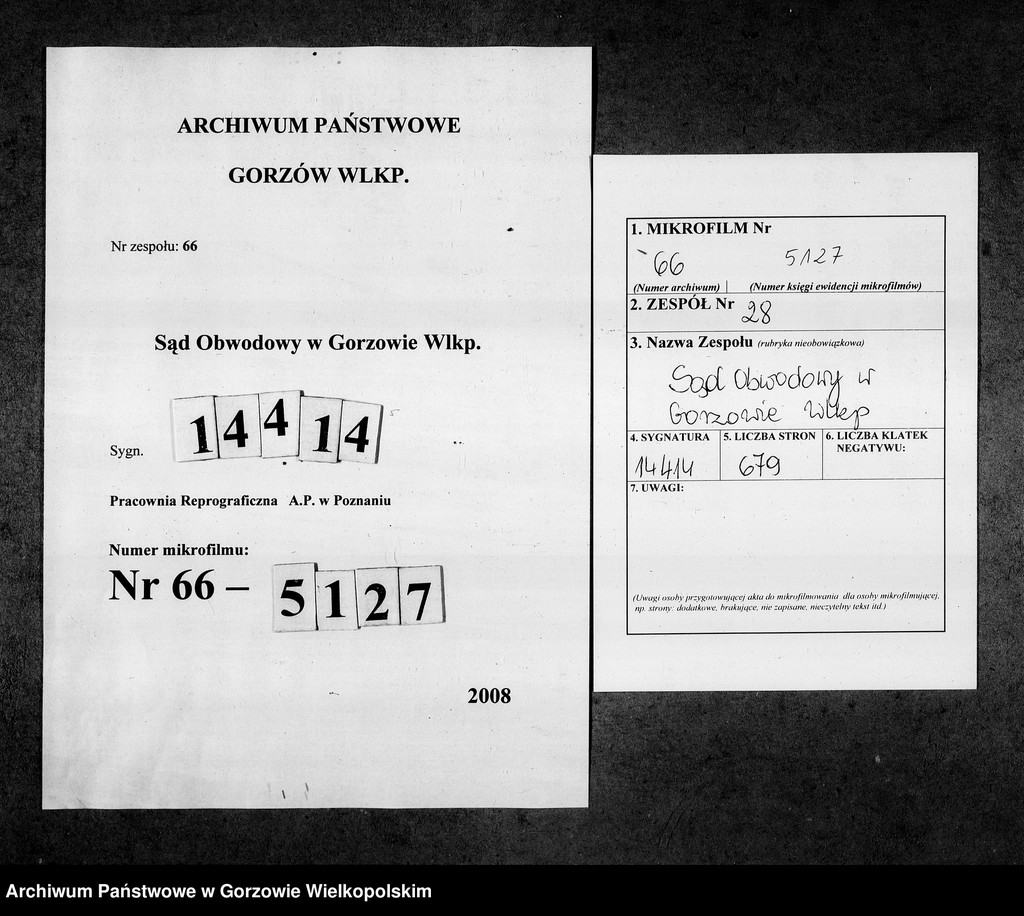 ARCHIWUM PAŃSTWOWE
GORZÓW WLKP.
Nr zespołu: 66
Sąd Obwodowy w Gorzowie Wlkp.
Sygn. 14414
Pracownia Reprograficzna A.P. w Poznaniu
Numer mikrofilmu:
Nr 66 – 5127
2008
1. MIKROFILM Nr
66 5127
(Numer archiwum) (Numer księgi ewidencji mikrofilmów)
2. ZESPÓŁ Nr 28
3. Nazwa Zespołu (rubryka nieobowiązkowa)
Sąd Obwodowy w
Gorzowie Wlkp
4. SYGNATURA 5. LICZBA STRON 6. LICZBA KLATEK
NEGATYWU:
14414 679
7. UWAGI:
(Uwagi osoby przygotowującej akta do mikrofilmowania dla osoby mikrofilmującej,
np. strony: dodatkowe, brakujące, nie zapisane, nieczytelny tekst itd.)
Archiwum Państwowe w Gorzowie Wielkopolskim